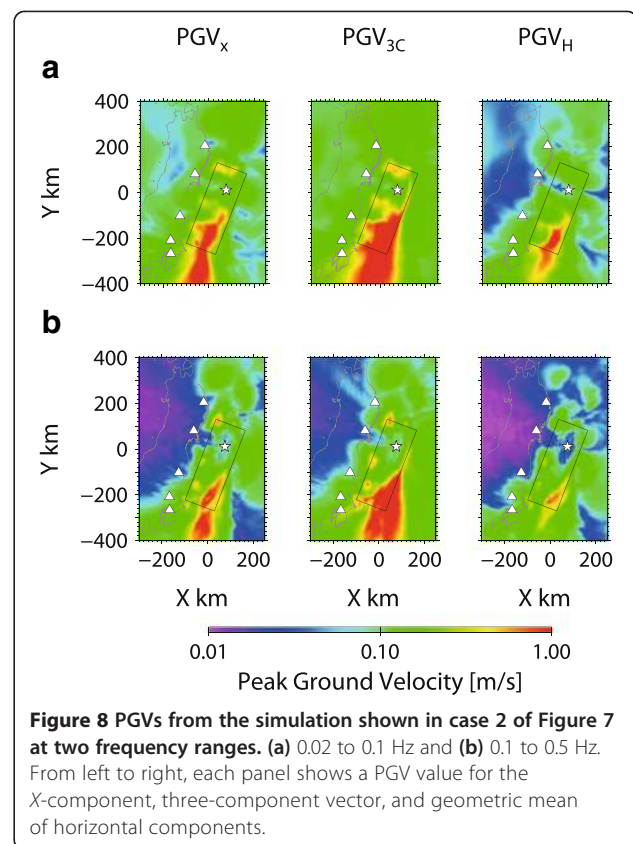 PGVx PGV3C PGVH
a
400
200
0
−200
−400
Y km
b
400
200
0
−200
−400
Y km
−200 0 200 −200 0 200 −200 0 200
X km X km X km
0.01 0.10 1.00
Peak Ground Velocity [m/s]
Figure 8 PGVs from the simulation shown in case 2 of Figure 7
at two frequency ranges. (a) 0.02 to 0.1 Hz and (b) 0.1 to 0.5 Hz.
From left to right, each panel shows a PGV value for the
X-component, three-component vector, and geometric mean
of horizontal components.